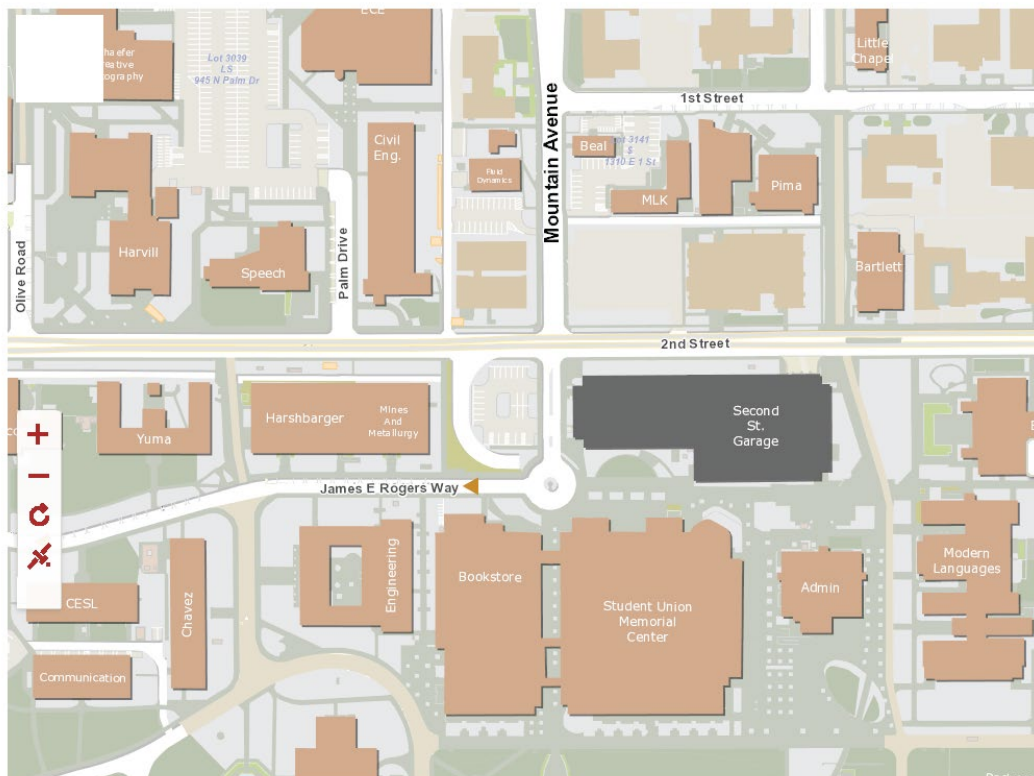 ECE
Lot 3039
LS
945 N Palm Dr
Little
Chapel
1st Street
Mountain Avenue
Civil
Eng.
Beal
1310 E 1 St
Fluid
Dynamics
MLK
Pima
Olive Road
Harvill
Speech
Palm Drive
Bartlett
2nd Street
Yuma
Harshbarger
Mines
And
Metallurgy
Second
St.
Garage
James E Rogers Way
Engineering
Bookstore
Student Union
Memorial
Center
Admin
Modern
Languages
CESL
Chavez
Communication